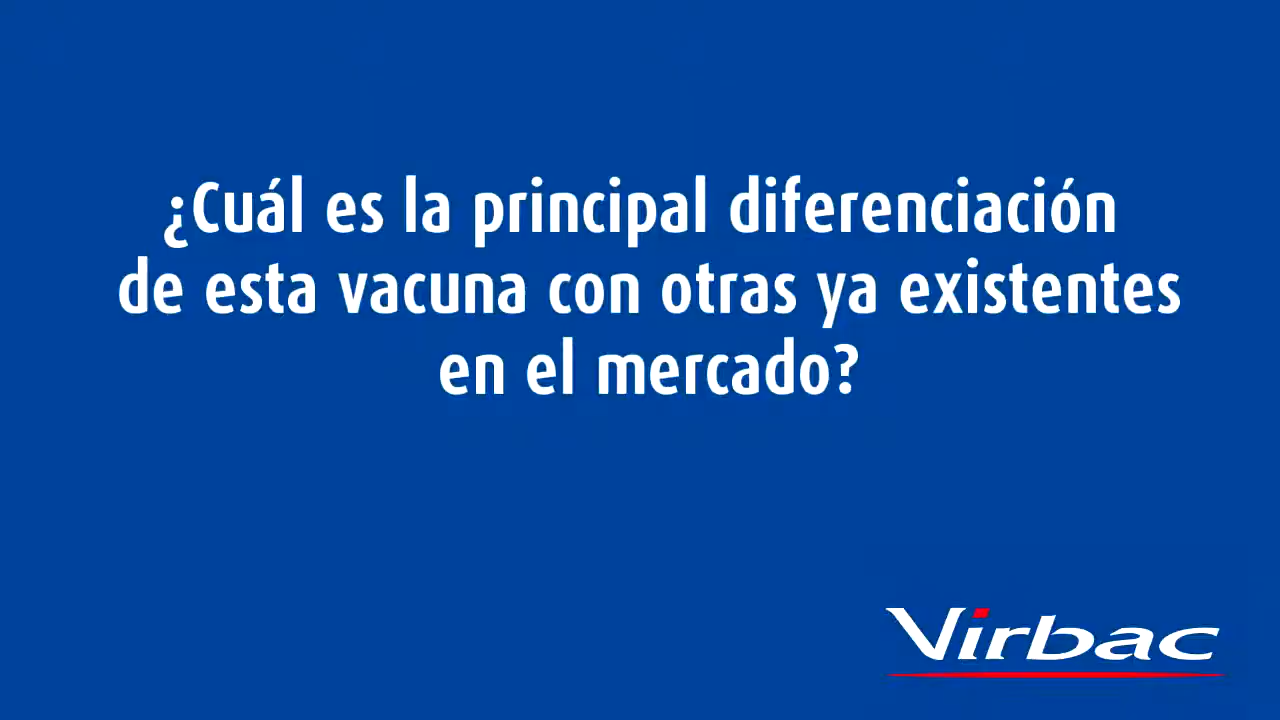 ¿Cuál es la principal diferenciación
de esta vacuna con otras ya existentes
en el mercado?
Virbac